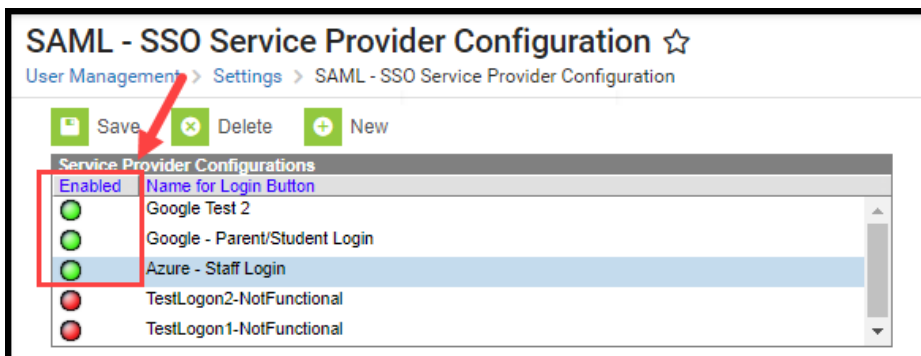 SAML - SSO Service Provider Configuration
User Management > Settings > SAML - SSO Service Provider Configuration
Save Delete New
Service Provider Configurations
Enabled Name for Login Button
Google Test 2
Google - Parent/Student Login
Azure - Staff Login
TestLogon2-NotFunctional
TestLogon1-NotFunctional